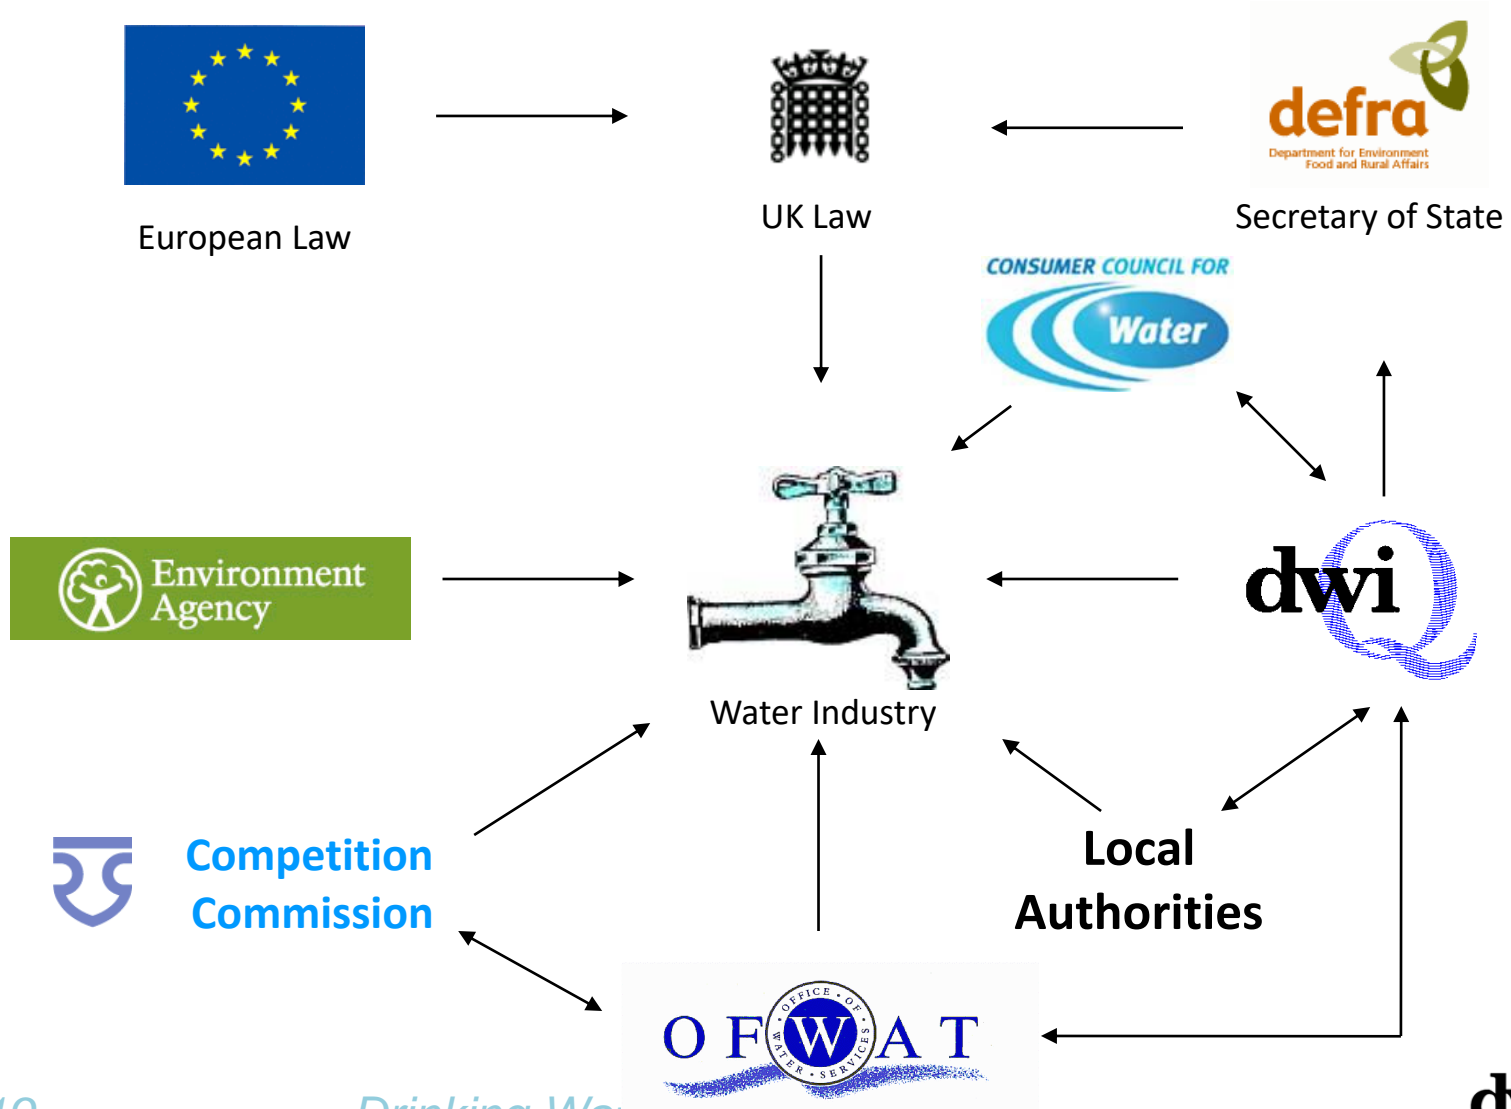 defra
Department for Environment
Food and Rural Affairs
European Law
UK Law
Secretary of State
CONSUMER COUNCIL FOR
Water
Environment
Agency
dwi
Water Industry
Competition
Commission
Local
Authorities
OFWAT
OFFICE OF
WATER SERVICES
Drinking